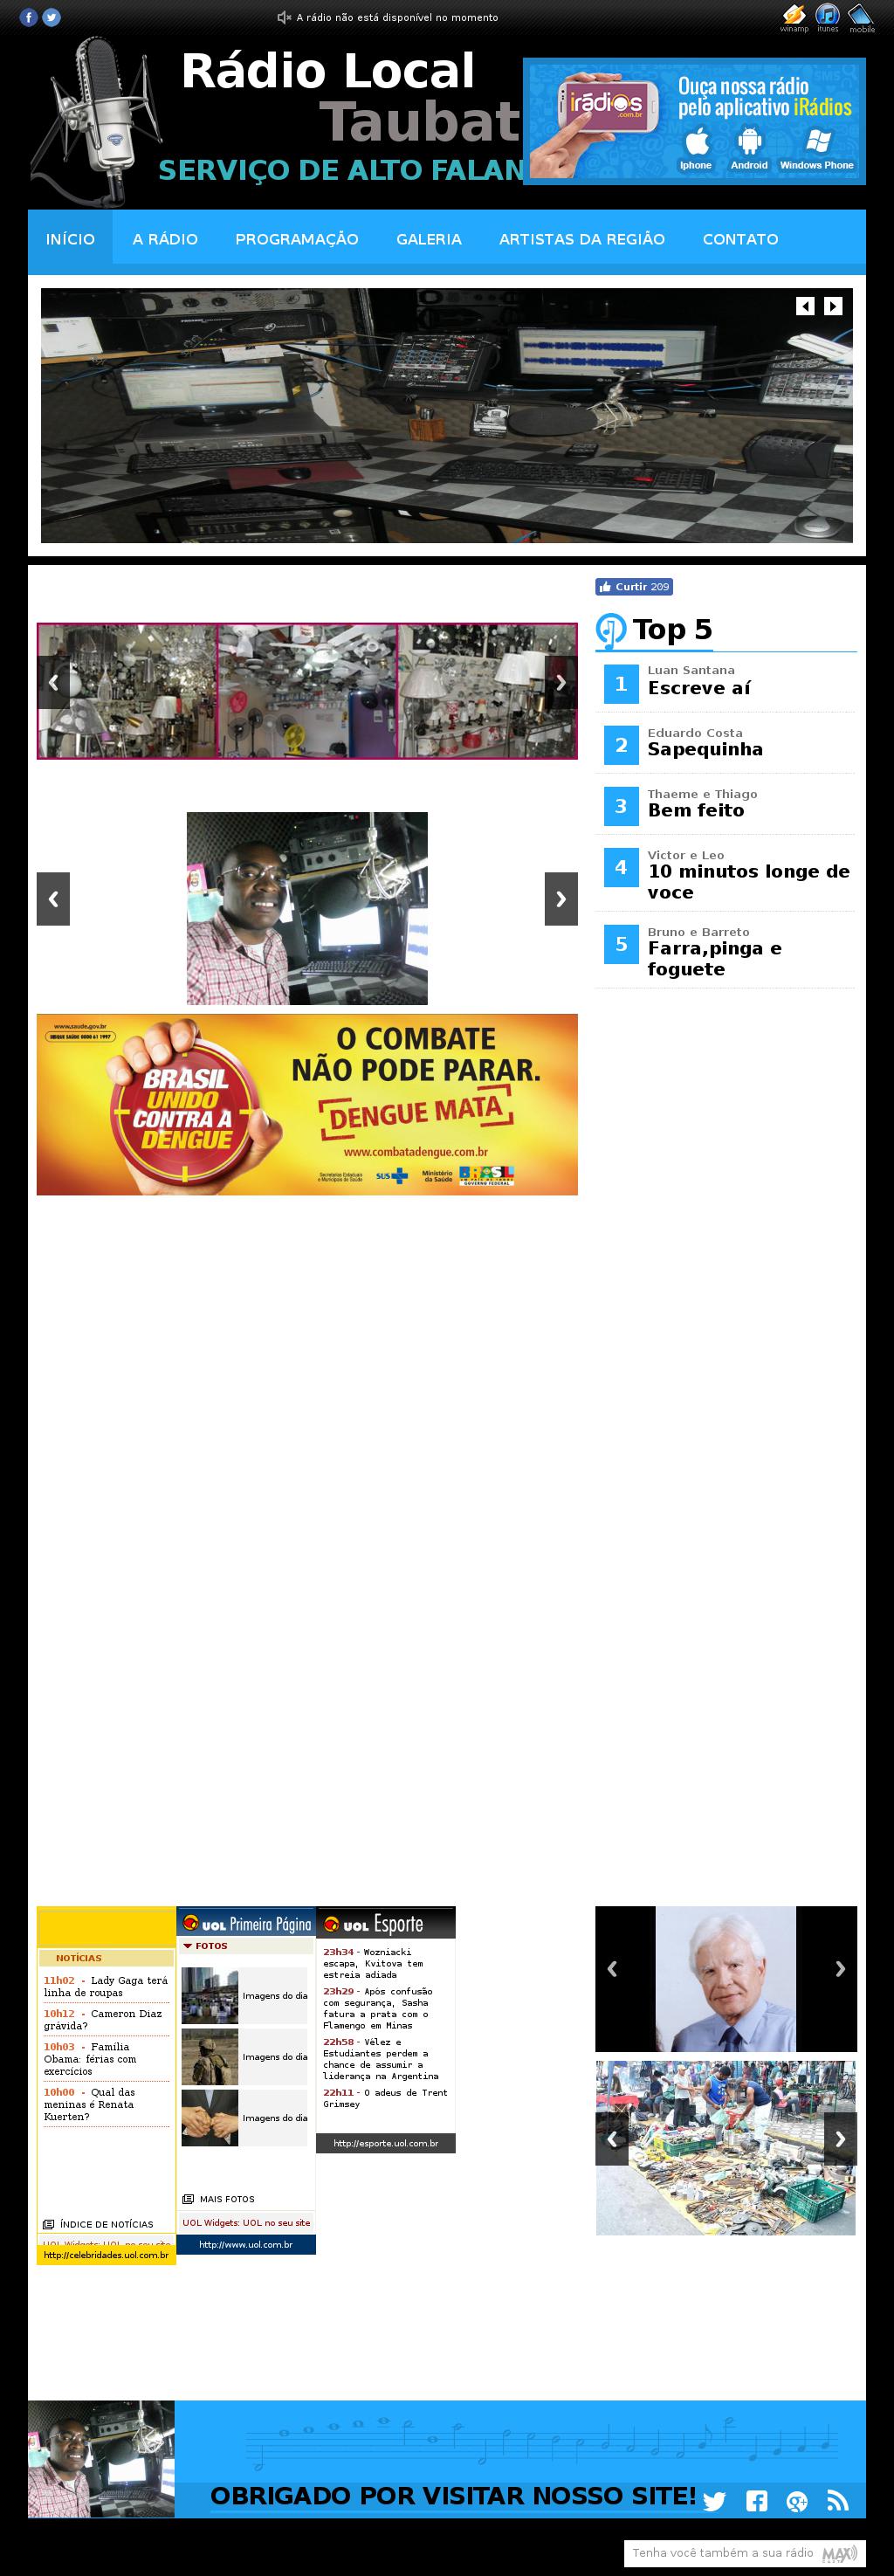 A rádio não está disponível no momento
winamp
itunes
mobile
Rádio Local
Taubat
SERVIÇO DE ALTO FALAN
irádios
.com.br
Ouça nossa rádio
pelo aplicativo iRádios
Iphone
Android
Windows Phone
INÍCIO
A RÁDIO
PROGRAMAÇÃO
GALERIA
ARTISTAS DA REGIÃO
CONTATO
Curtir 209
Top 5
1
Luan Santana
Escreve aí
2
Eduardo Costa
Sapequinha
3
Thaeme e Thiago
Bem feito
4
Victor e Leo
10 minutos longe de
voce
5
Bruno e Barreto
Farra,pinga e
foguete
www.saude.gov.br
DISQUE SAÚDE 0800 61 1997
BRASIL
UNIDO
CONTRA A
DENGUE
O COMBATE
NÃO PODE PARAR.
DENGUE MATA
www.combatadengue.com.br
Secretarias Estaduais
e Municipais de Saúde
SUS
Ministério
da Saúde
BRASIL
GOVERNO FEDERAL
NOTÍCIAS
11h02 - Lady Gaga terá
linha de roupas
10h12 - Cameron Diaz
grávida?
10h03 - Família
Obama: férias com
exercícios
10h00 - Qual das
meninas é Renata
Kuerten?
ÍNDICE DE NOTÍCIAS
UOL Widgets: UOL no seu site
http://celebridades.uol.com.br
UOL Primeira Página
FOTOS
Imagens do dia
Imagens do dia
Imagens do dia
MAIS FOTOS
UOL Widgets: UOL no seu site
http://www.uol.com.br
UOL Esporte
23h34 - Wozniacki
escapa, Kvitova tem
estreia adiada
23h29 - Após confusão
com segurança, Sasha
fatura a prata com o
Flamengo em Minas
22h58 - Vélez e
Estudiantes perdem a
chance de assumir a
liderança na Argentina
22h11 - O adeus de Trent
Grimsey
http://esporte.uol.com.br
OBRIGADO POR VISITAR NOSSO SITE!
Tenha você também a sua rádio
MAX